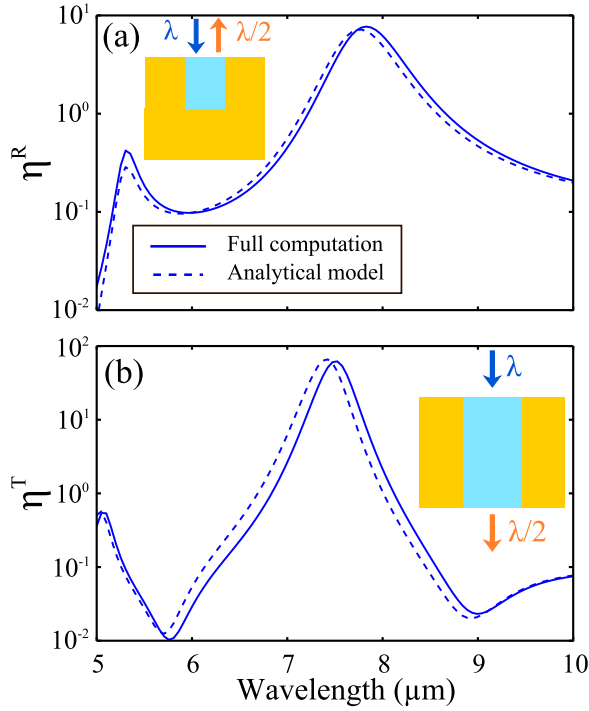 10¹
(a)
λ
λ/2
10⁰
η^R
10⁻¹
Full computation
Analytical model
10⁻²
10²
(b)
λ
10¹
η^T
10⁰
λ/2
10⁻¹
10⁻²
5 6 7 8 9 10
Wavelength (μm)